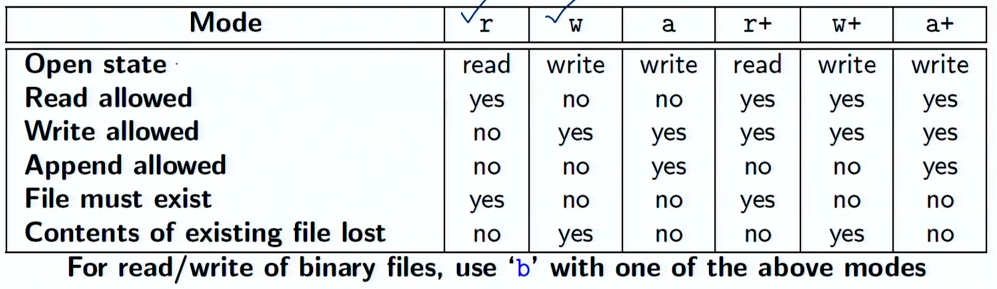 Mode r w a r+ w+ a+
Open state read write write read write write
Read allowed yes no no yes yes yes
Write allowed no yes yes yes yes yes
Append allowed no no yes no no yes
File must exist yes no no yes no no
Contents of existing file lost no yes no no yes no
For read/write of binary files, use ‘b’ with one of the above modes